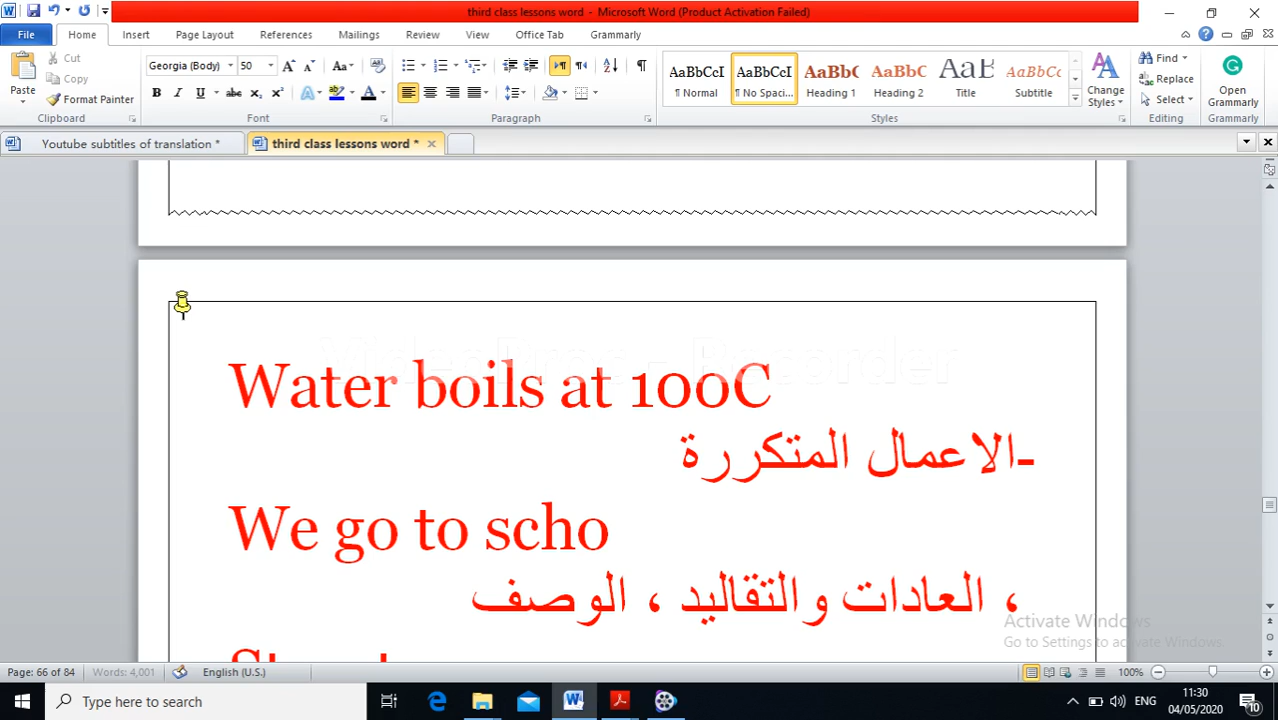 third class lessons word - Microsoft Word (Product Activation Failed)
File Home Insert Page Layout References Mailings Review View Office Tab Grammarly
Paste
Cut
Copy
Format Painter
Clipboard
Georgia (Body) 50
Font
Paragraph
AaBbCcI ¶ Normal
AaBbCcI ¶ No Spaci...
AaBbC Heading 1
AaBbCc Heading 2
AaB Title
AaBbCcI Subtitle
Change Styles
Styles
Find
Replace
Select
Editing
Open Grammarly
Grammarly
Youtube subtitles of translation *
third class lessons word *
Water boils at 100C
-الاعمال المتكررة
We go to scho
، العادات والتقاليد ، الوصف
Activate Windows
Go to Settings to activate Windows.
Page: 66 of 84 Words: 4,001 English (U.S.) 100%
Type here to search
ENG
11:30
04/05/2020
10